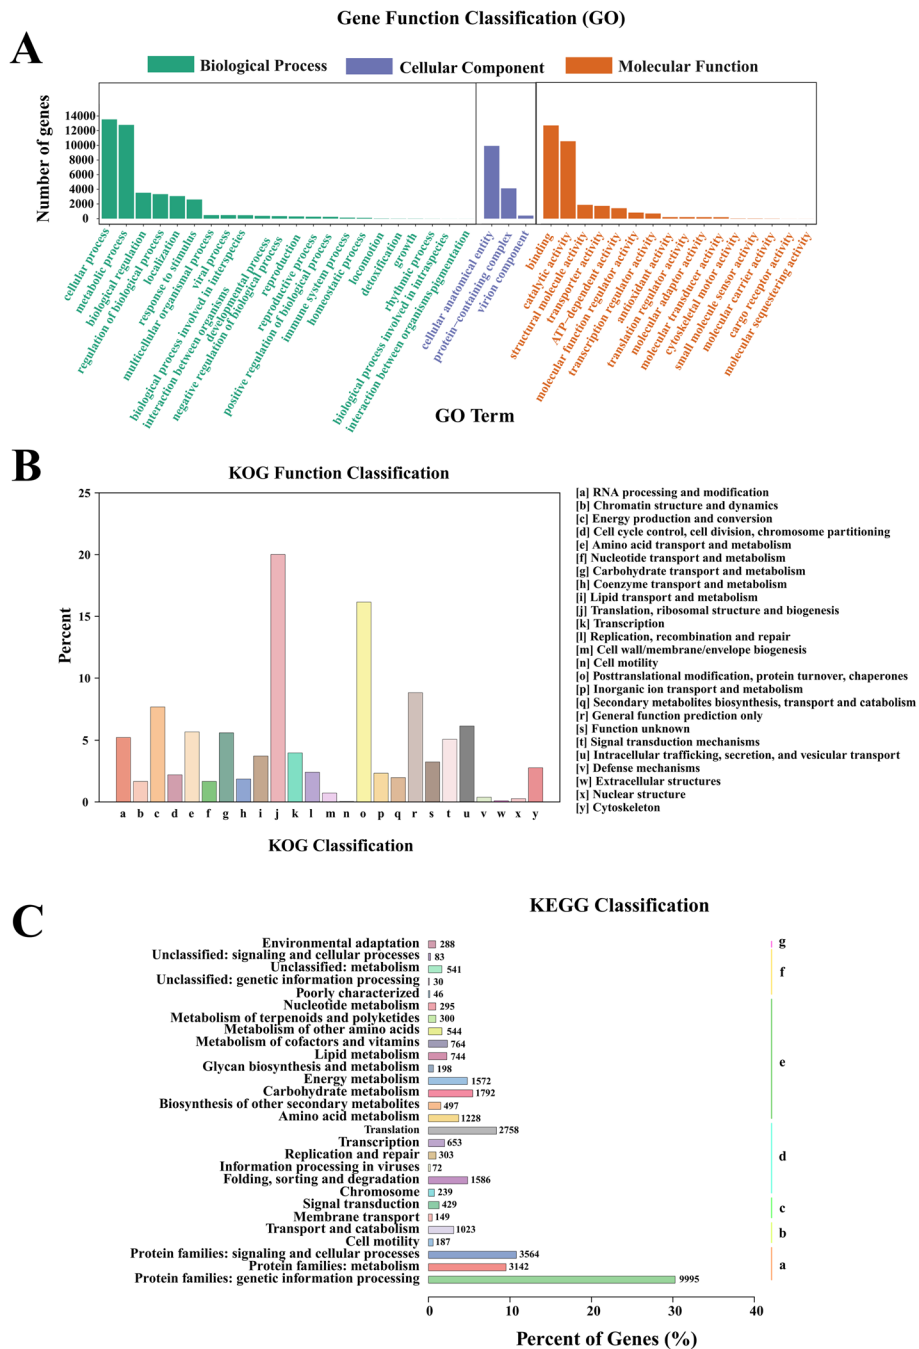 Gene Function Classification (GO)
A
Biological Process
Cellular Component
Molecular Function
Number of genes
14000
12000
10000
8000
6000
4000
2000
0
cellular process
metabolic process
biological regulation
regulation of biological process
localization
response to stimulus
multicellular organismal process
viral process
biological process involved in interspecies
interaction between organisms
developmental process
negative regulation of biological process
reproduction
reproductive process
positive regulation of biological process
immune system process
homeostatic process
locomotion
detoxification
growth
rhythmic process
biological process involved in intraspecies
interaction between organisms
pigmentation
cellular anatomical entity
protein-containing complex
virion component
binding
catalytic activity
structural molecule activity
transporter activity
ATP-dependent activity
molecular function regulator activity
transcription regulator activity
antioxidant activity
translation regulator activity
molecular adaptor activity
molecular transducer activity
cytoskeletal motor activity
small molecule sensor activity
molecular carrier activity
cargo receptor activity
molecular sequestering activity
GO Term
B
KOG Function Classification
Percent
25
20
15
10
5
0
a b c d e f g h i j k l m n o p q r s t u v w x y
KOG Classification
[a] RNA processing and modification
[b] Chromatin structure and dynamics
[c] Energy production and conversion
[d] Cell cycle control, cell division, chromosome partitioning
[e] Amino acid transport and metabolism
[f] Nucleotide transport and metabolism
[g] Carbohydrate transport and metabolism
[h] Coenzyme transport and metabolism
[i] Lipid transport and metabolism
[j] Translation, ribosomal structure and biogenesis
[k] Transcription
[l] Replication, recombination and repair
[m] Cell wall/membrane/envelope biogenesis
[n] Cell motility
[o] Posttranslational modification, protein turnover, chaperones
[p] Inorganic ion transport and metabolism
[q] Secondary metabolites biosynthesis, transport and catabolism
[r] General function prediction only
[s] Function unknown
[t] Signal transduction mechanisms
[u] Intracellular trafficking, secretion, and vesicular transport
[v] Defense mechanisms
[w] Extracellular structures
[x] Nuclear structure
[y] Cytoskeleton
C
KEGG Classification
Environmental adaptation 288 g
Unclassified: signaling and cellular processes 83
Unclassified: metabolism 541 f
Unclassified: genetic information processing 30
Poorly characterized 46
Nucleotide metabolism 295
Metabolism of terpenoids and polyketides 300
Metabolism of other amino acids 544
Metabolism of cofactors and vitamins 764
Lipid metabolism 744 e
Glycan biosynthesis and metabolism 198
Energy metabolism 1572
Carbohydrate metabolism 1792
Biosynthesis of other secondary metabolites 497
Amino acid metabolism 1228
Translation 2758
Transcription 653
Replication and repair 303 d
Information processing in viruses 72
Folding, sorting and degradation 1586
Chromosome 239
Signal transduction 429 c
Membrane transport 149
Transport and catabolism 1023 b
Cell motility 187
Protein families: signaling and cellular processes 3564
Protein families: metabolism 3142 a
Protein families: genetic information processing 9995
0 10 20 30 40
Percent of Genes (%)